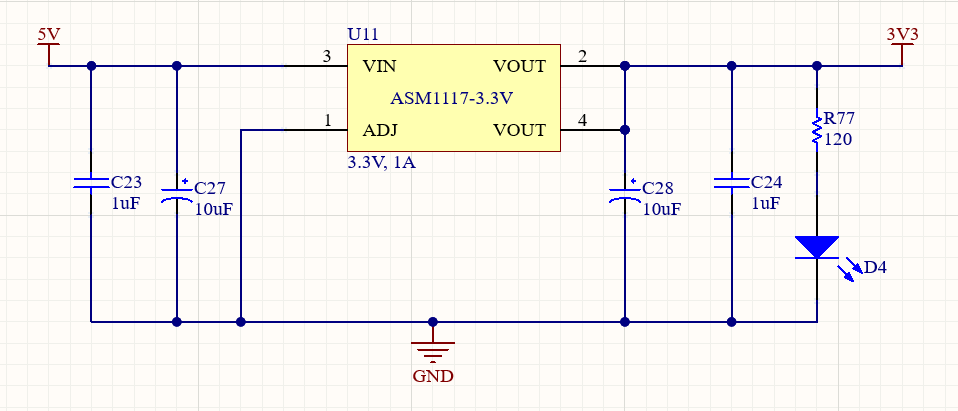 5V
U11
3V3
3
VIN
VOUT
2
ASM1117-3.3V
1
ADJ
VOUT
4
3.3V, 1A
R77
120
C23
1uF
C27
10uF
C28
10uF
C24
1uF
D4
GND